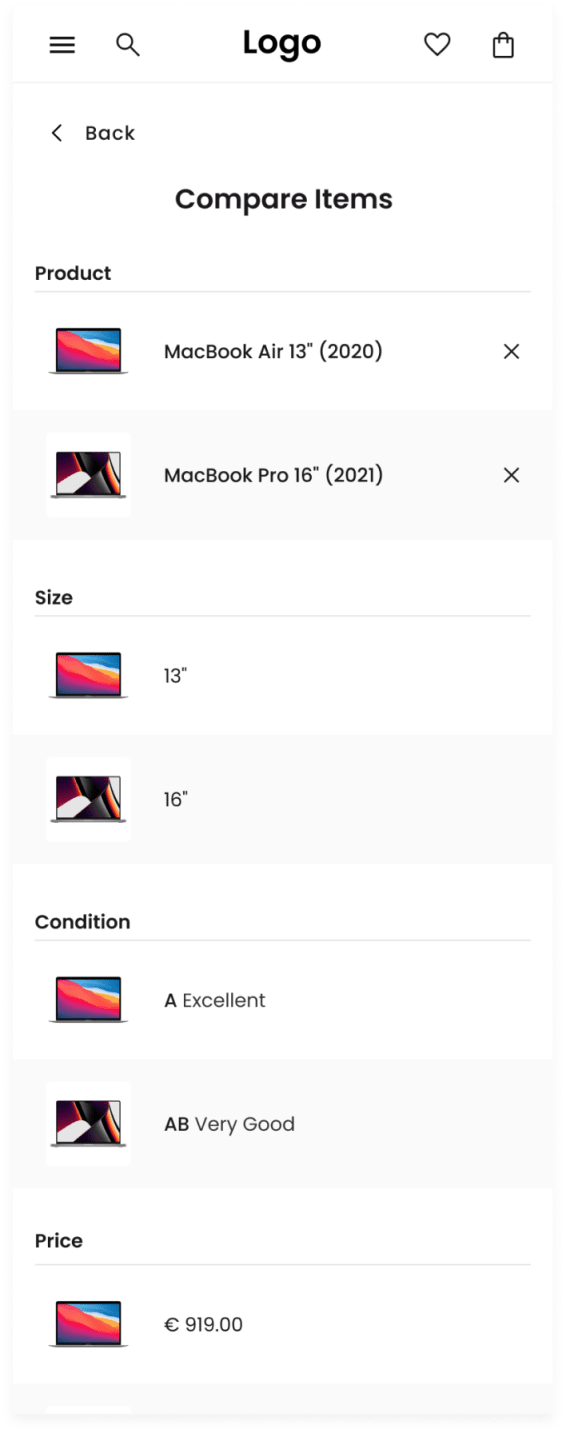 Logo
Back
Compare Items
Product
MacBook Air 13" (2020)
MacBook Pro 16" (2021)
Size
13"
16"
Condition
A Excellent
AB Very Good
Price
€ 919.00